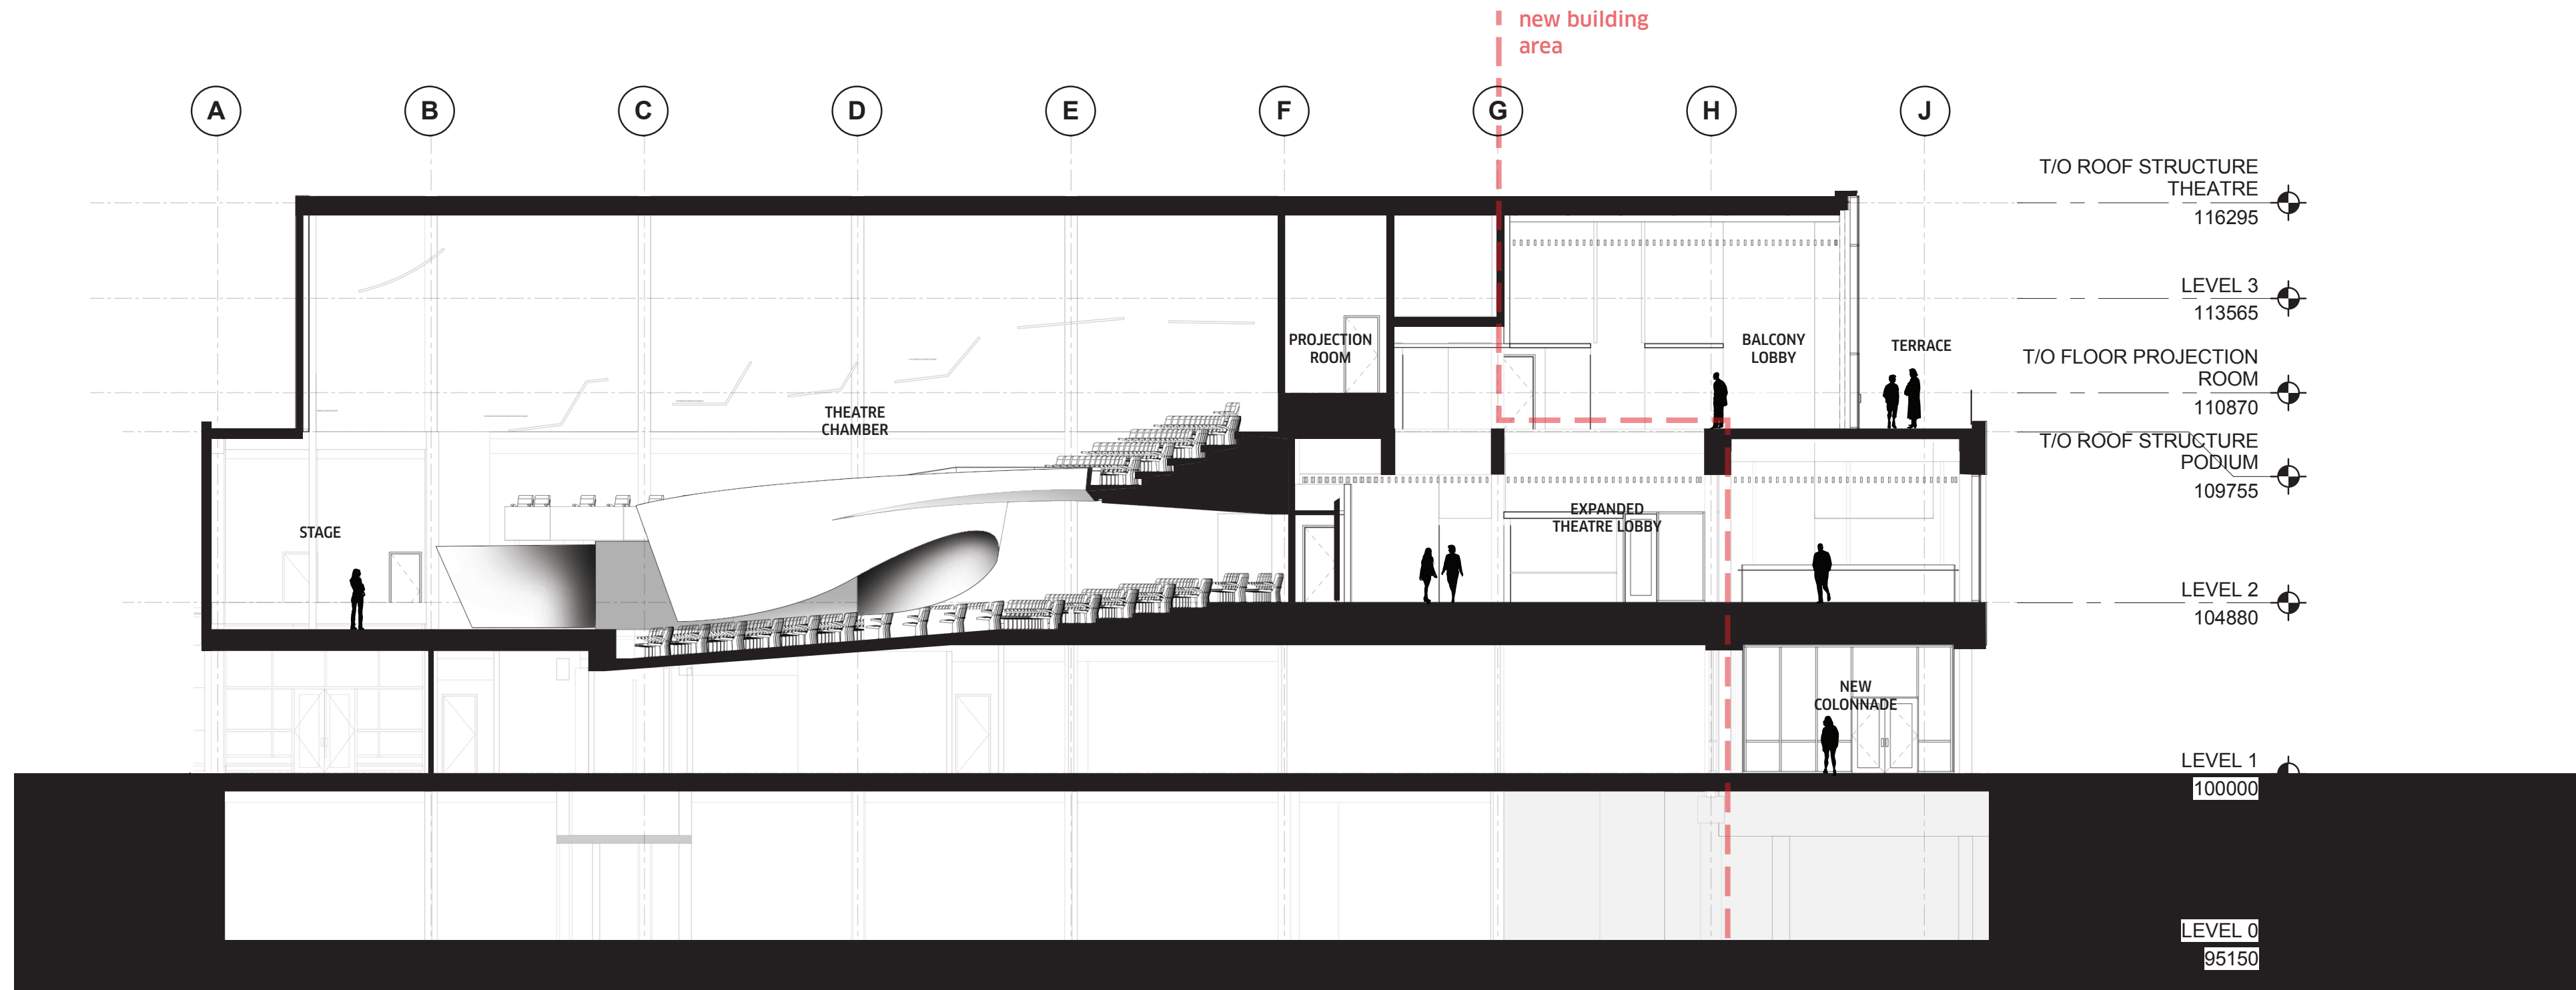 new building
area
A
B
C
D
E
F
G
H
J
T/O ROOF STRUCTURE
THEATRE
116295
LEVEL 3
113565
PROJECTION
ROOM
BALCONY
LOBBY
TERRACE
T/O FLOOR PROJECTION
ROOM
110870
THEATRE
CHAMBER
T/O ROOF STRUCTURE
PODIUM
109755
STAGE
EXPANDED
THEATRE LOBBY
LEVEL 2
104880
NEW
COLONNADE
LEVEL 1
100000
LEVEL 0
95150